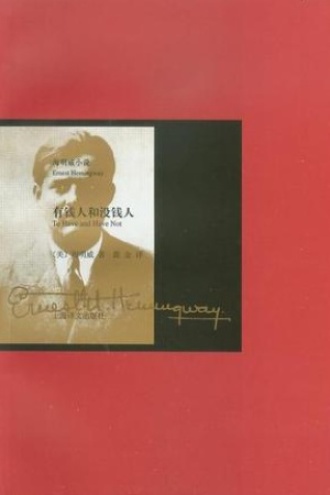 海明威小说
Ernest Hemingway
有钱人和没钱人
To Have and Have Not
〔美〕海明威 著 鹿金 译
Ernest Hemingway.
上海译文出版社